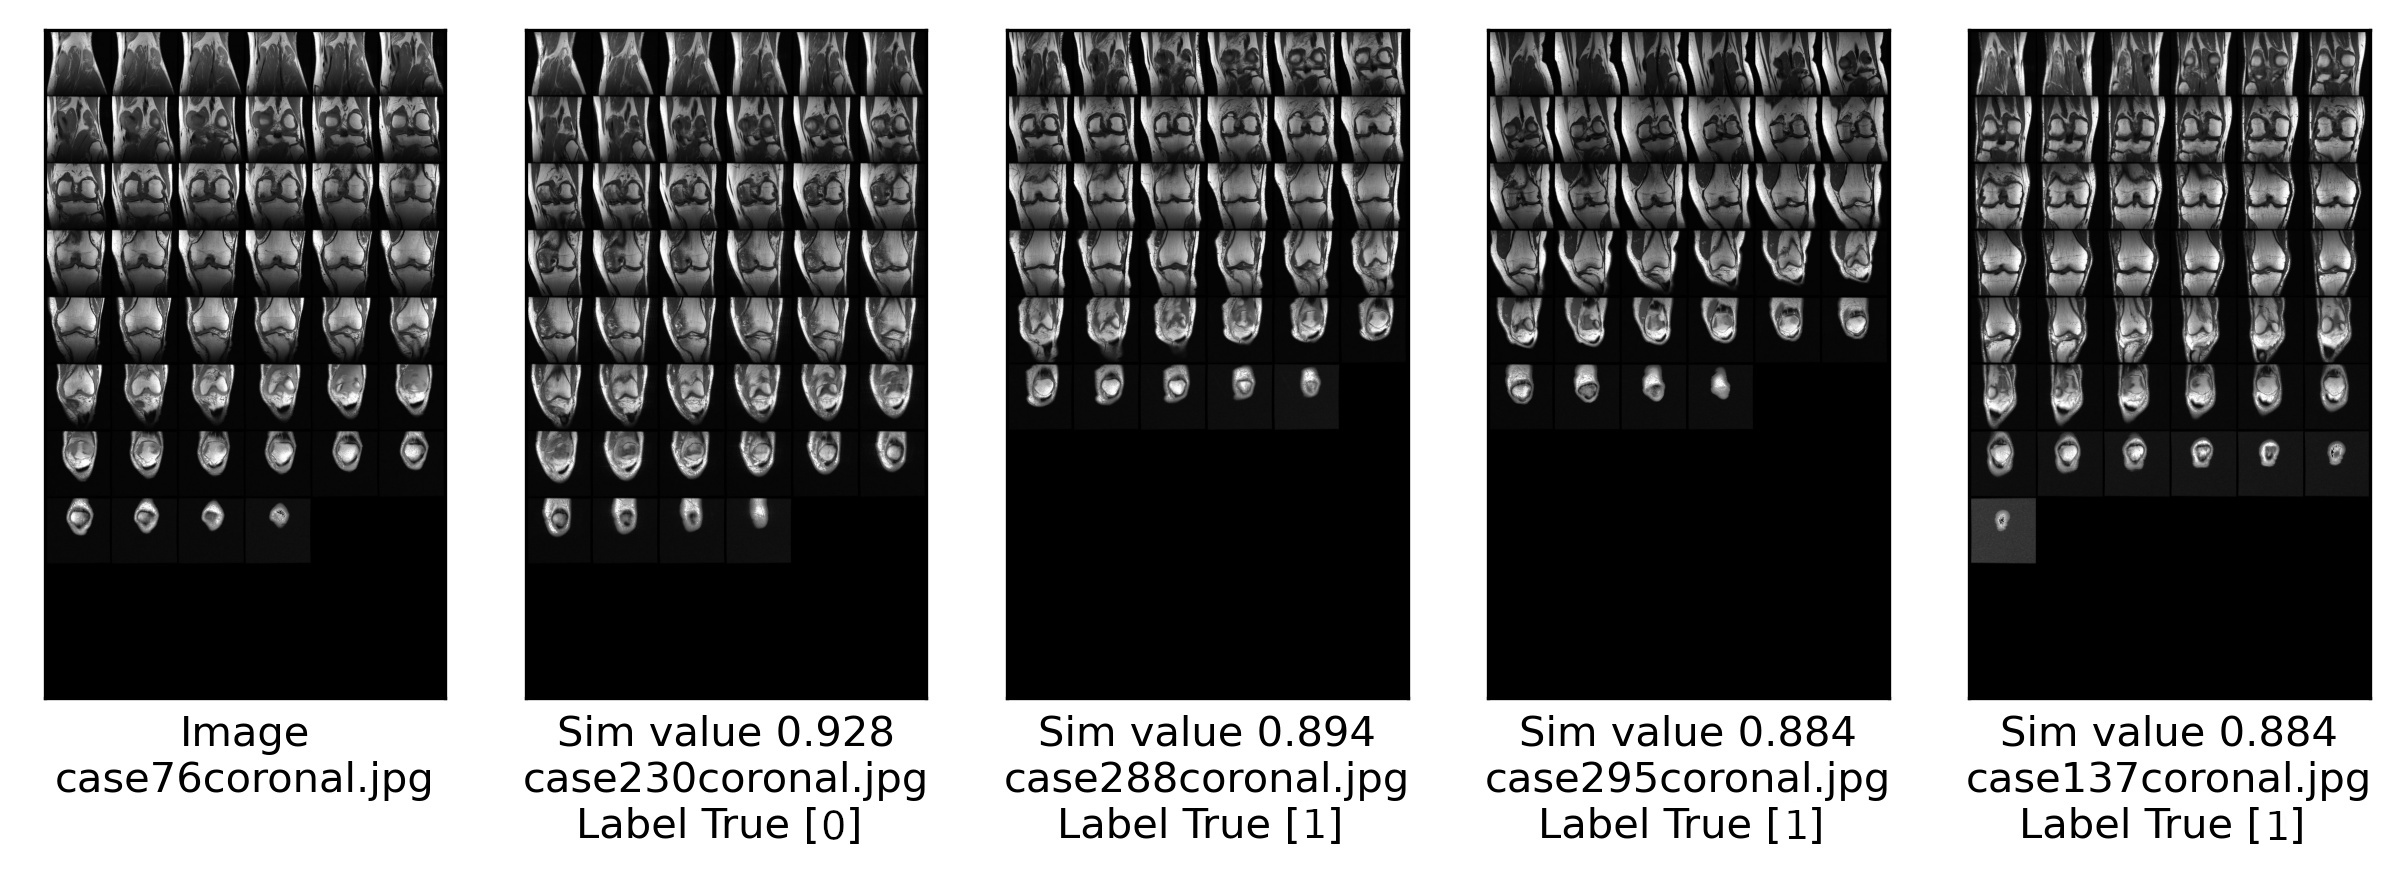 Image
case76coronal.jpg
Sim value 0.928
case230coronal.jpg
Label True [0]
Sim value 0.894
case288coronal.jpg
Label True [1]
Sim value 0.884
case295coronal.jpg
Label True [1]
Sim value 0.884
case137coronal.jpg
Label True [1]